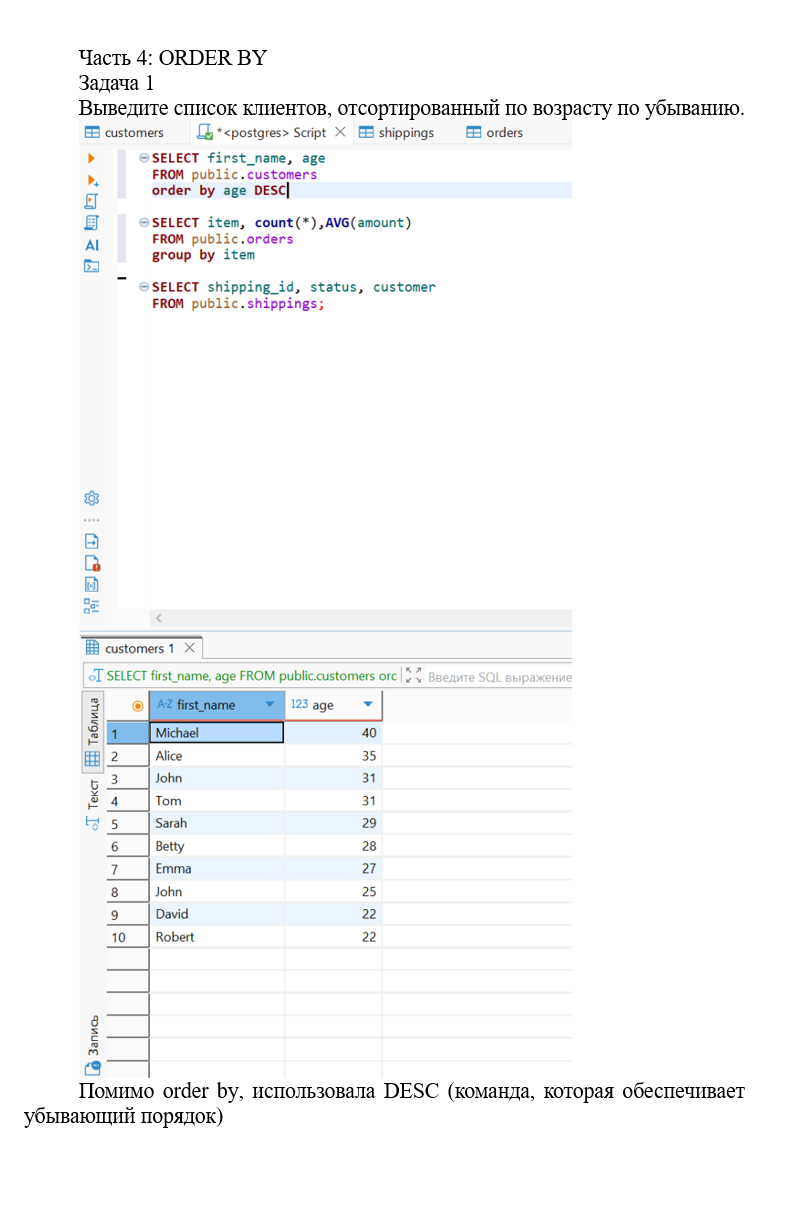 Часть 4: ORDER BY
Задача 1
Выведите список клиентов, отсортированный по возрасту по убыванию.
customers *<postgres> Script shippings orders
SELECT first_name, age
FROM public.customers
order by age DESC
SELECT item, count(*),AVG(amount)
FROM public.orders
group by item
SELECT shipping_id, status, customer
FROM public.shippings;
AI
customers 1
SELECT first_name, age FROM public.customers orc Введите SQL выражение
Таблица
Текст
Запись
A-Z first_name 123 age
1 Michael 40
2 Alice 35
3 John 31
4 Tom 31
5 Sarah 29
6 Betty 28
7 Emma 27
8 John 25
9 David 22
10 Robert 22
Помимо order by, использовала DESC (команда, которая обеспечивает
убывающий порядок)